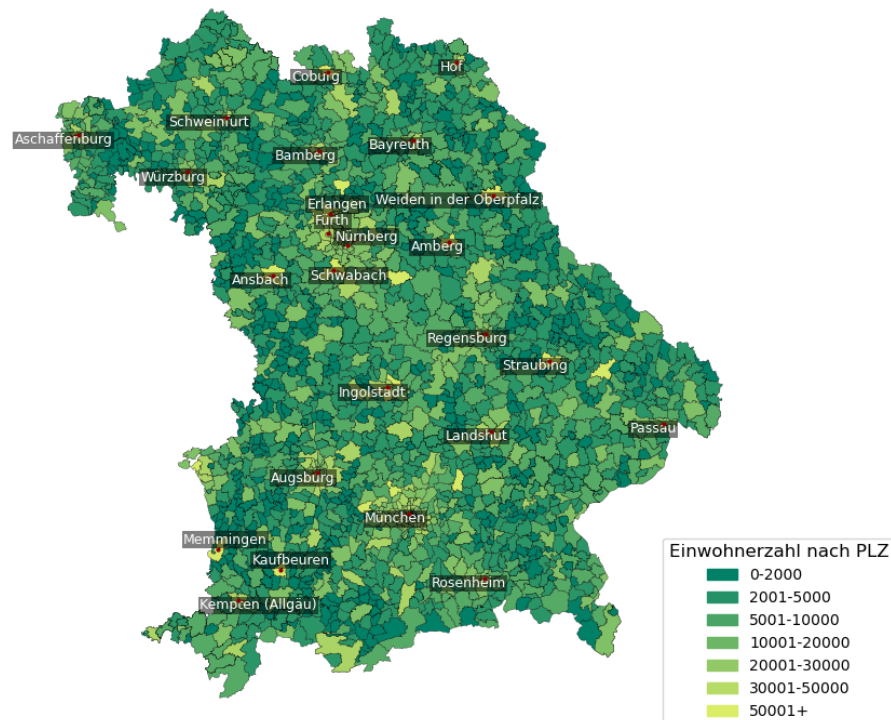 Coburg
Hof
Schweinfurt
Aschaffenburg
Bayreuth
Bamberg
Würzburg
Weiden in der Oberpfalz
Erlangen
Fürth
Nürnberg
Amberg
Schwabach
Ansbach
Regensburg
Straubing
Ingolstadt
Passau
Landshut
Augsburg
München
Memmingen
Kaufbeuren
Rosenheim
Kempten (Allgäu)
Einwohnerzahl nach PLZ
0-2000
2001-5000
5001-10000
10001-20000
20001-30000
30001-50000
50001+